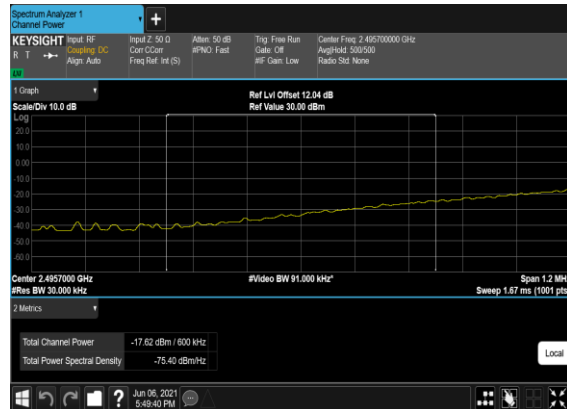 Spectrum Analyzer 1
Channel Power
+
KEYSIGHT Input: RF Input Z: 50 Ω Atten: 50 dB Trig: Free Run Center Freq: 2.495700000 GHz
R T Coupling: DC Corr CCorr #PNO: Fast Gate: Off Avg|Hold: 500/500
Align: Auto Freq Ref: Int (S) #IF Gain: Low Radio Std: None
1 Graph
Ref Lvl Offset 12.04 dB
Scale/Div 10.0 dB Ref Value 30.00 dBm
Log
20.0
10.0
0.00
-10.0
-20.0
-30.0
-40.0
-50.0
-60.0
Center 2.4957000 GHz #Video BW 91.000 kHz* Span 1.2 MH
#Res BW 30.000 kHz Sweep 1.67 ms (1001 pts
2 Metrics
Total Channel Power -17.62 dBm / 600 kHz
Total Power Spectral Density -75.40 dBm/Hz
Local
? Jun 06, 2021
5:49:40 PM